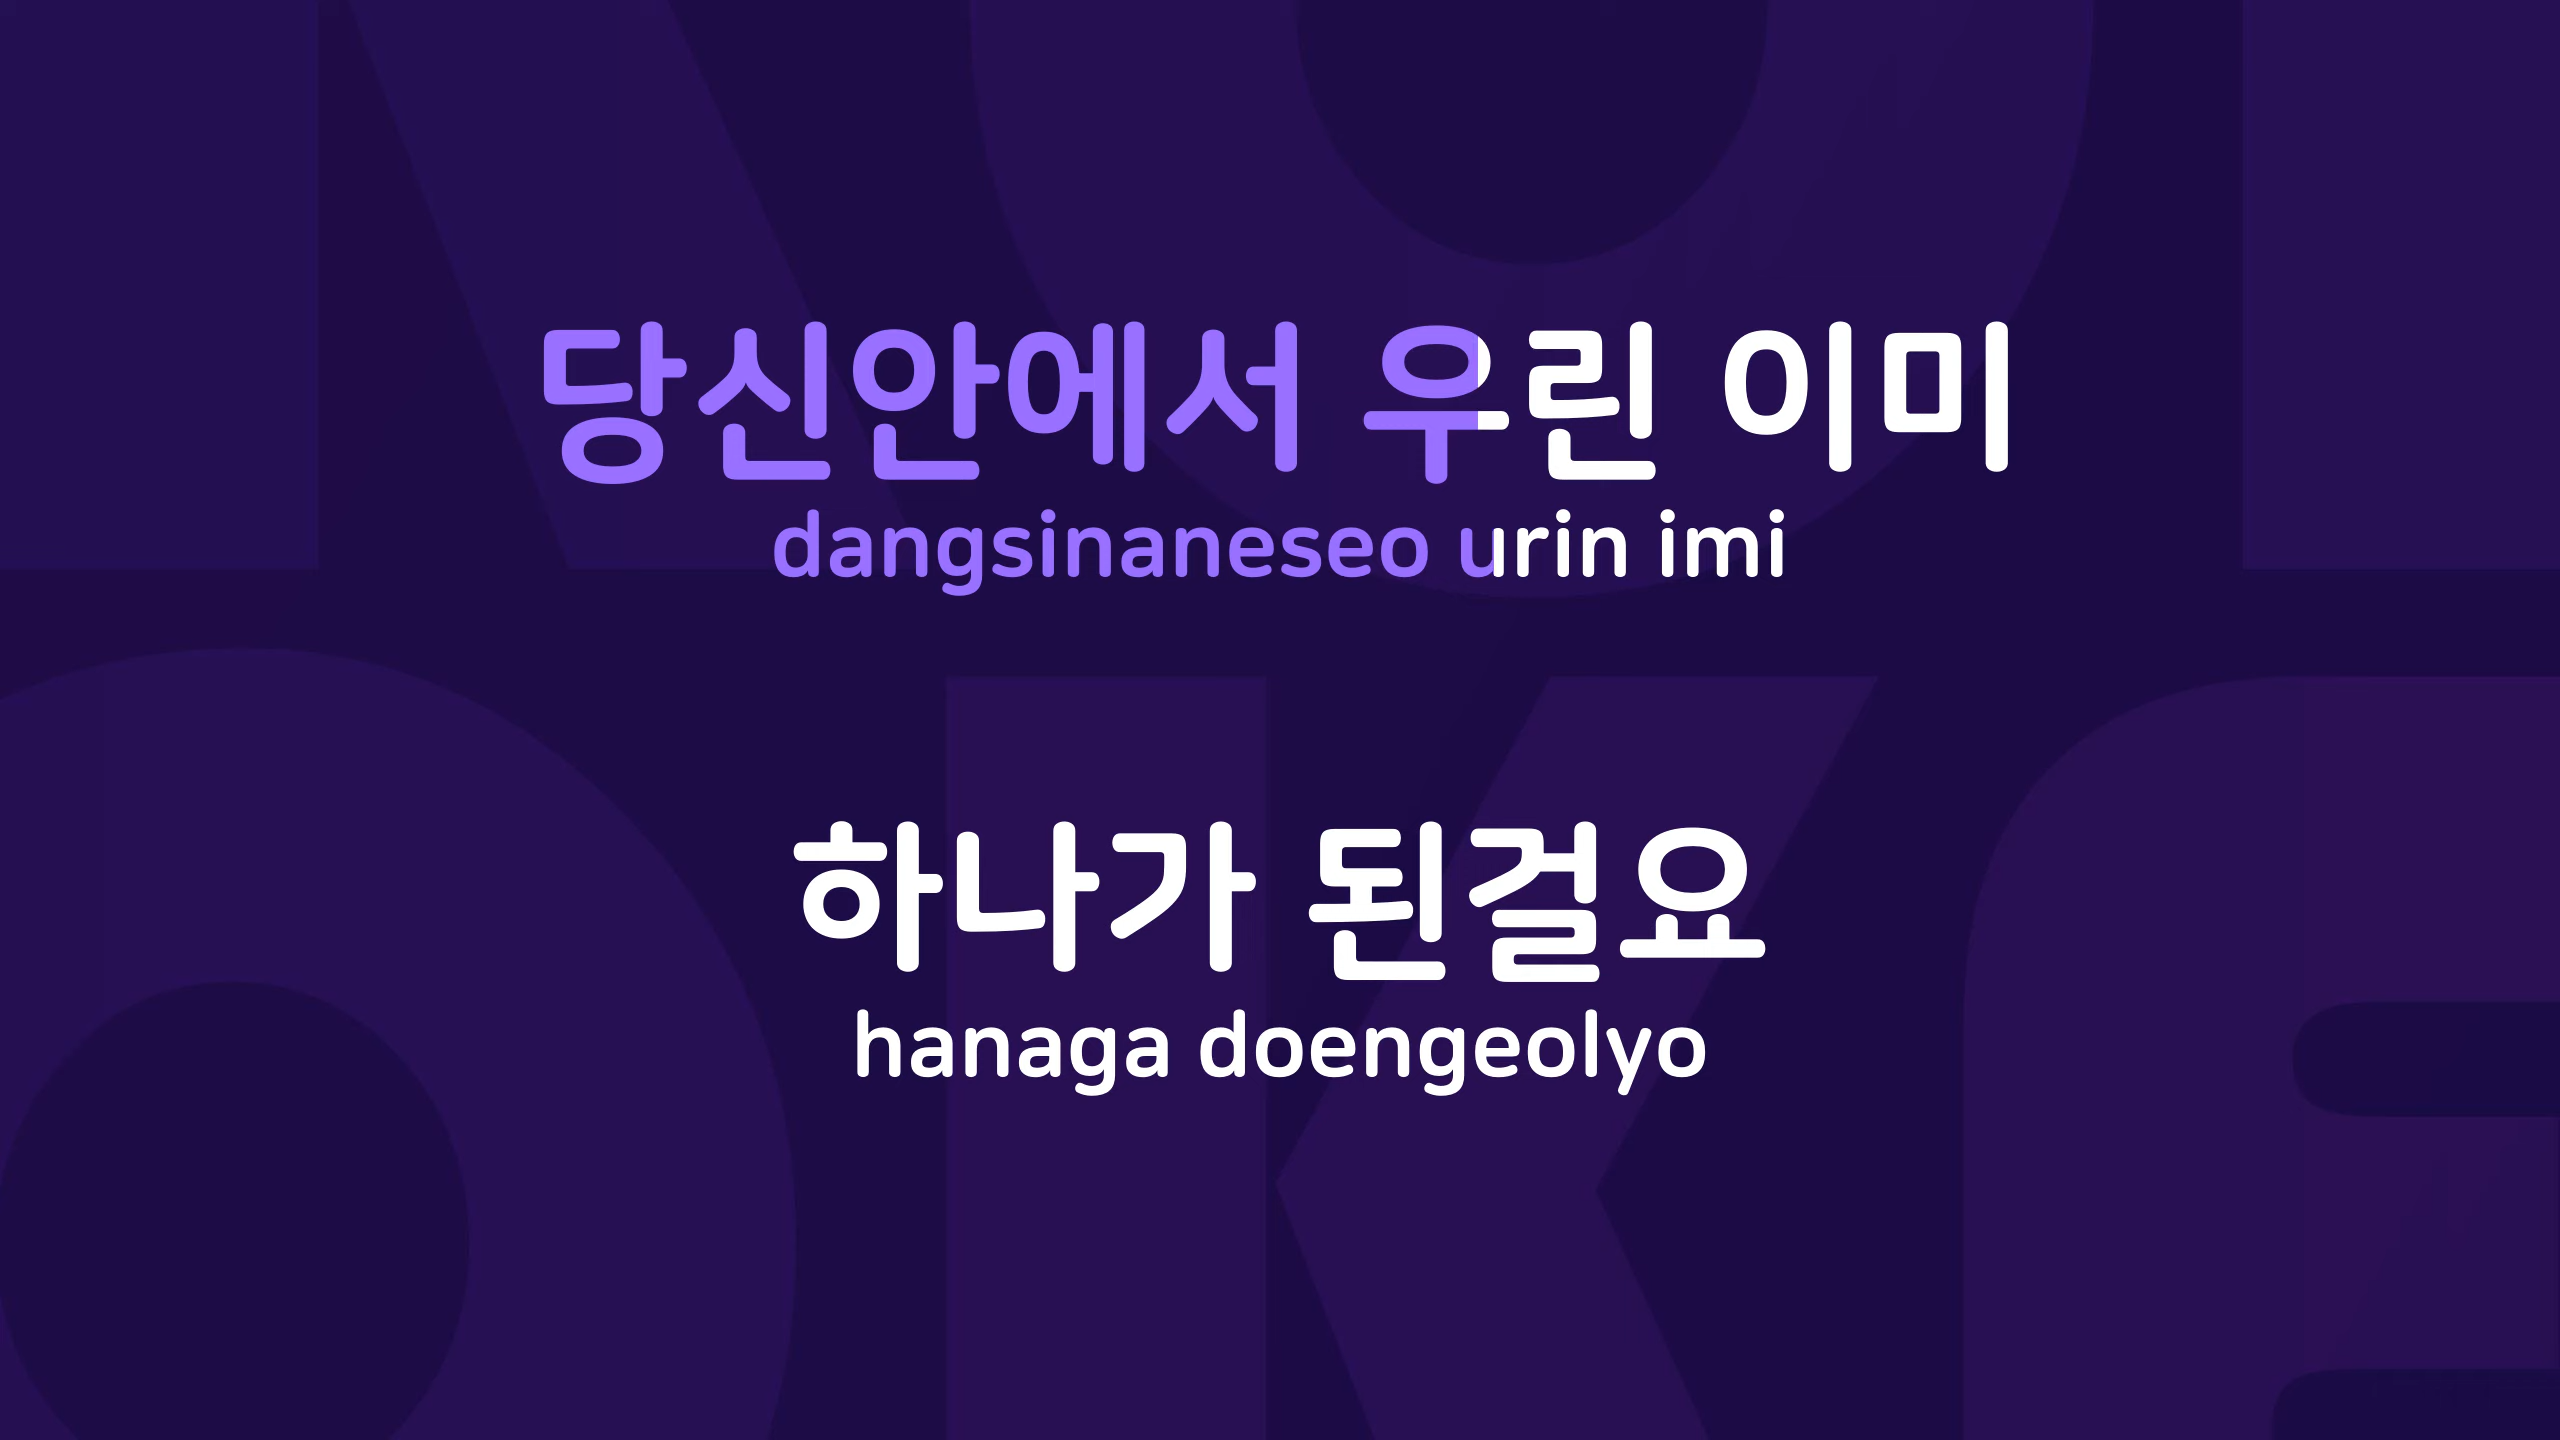 당신안에서 우린 이미
dangsinaneseo urin imi
하나가 된걸요
hanaga doengeolyo